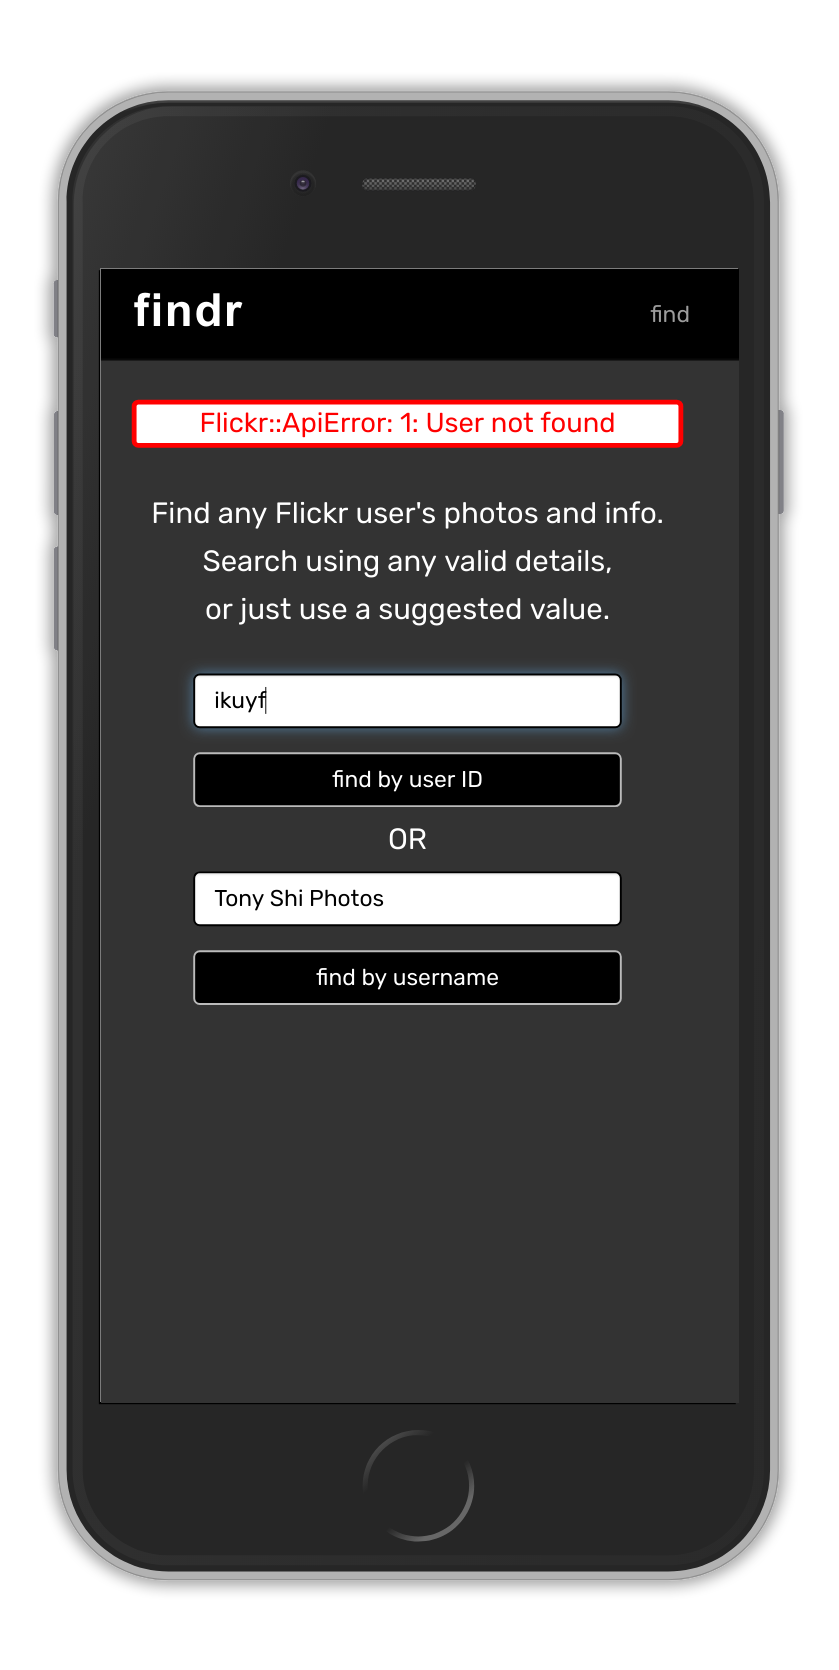 findr
find
Flickr::ApiError: 1: User not found
Find any Flickr user's photos and info.
Search using any valid details,
or just use a suggested value.
ikuyf
find by user ID
OR
Tony Shi Photos
find by username